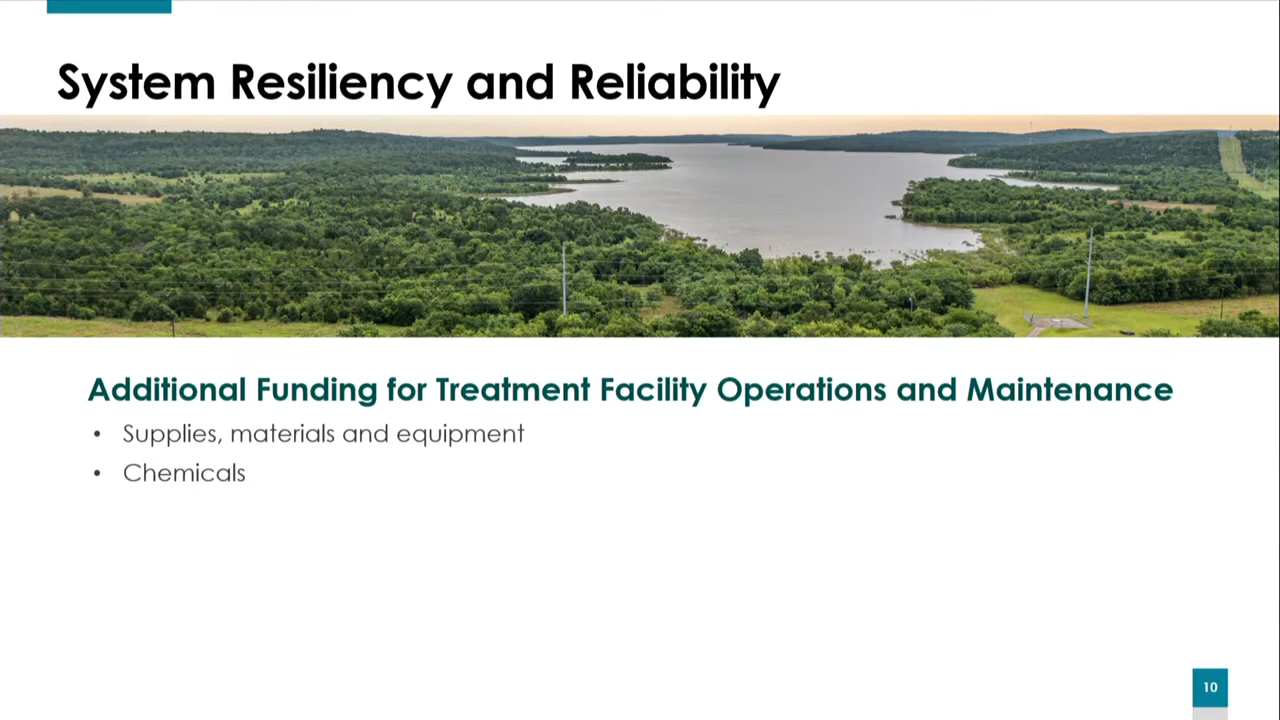 System Resiliency and Reliability
Additional Funding for Treatment Facility Operations and Maintenance
• Supplies, materials and equipment
• Chemicals
10